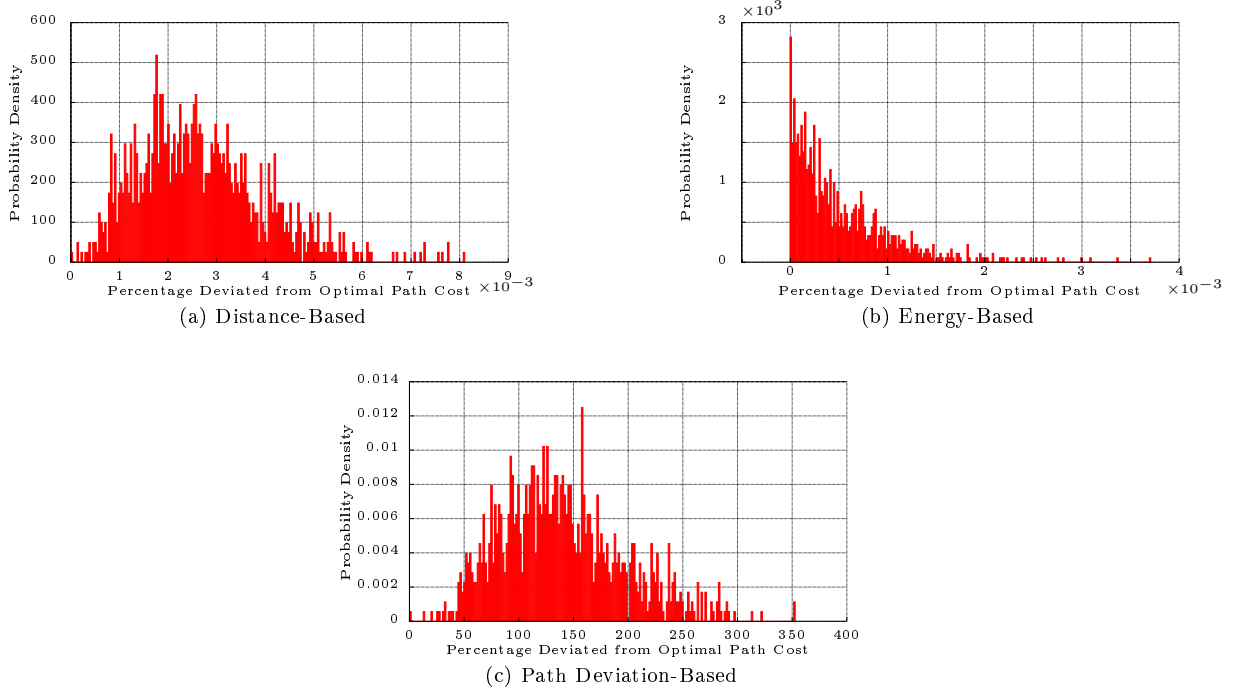 600
500
400
300
200
100
0
Probability Density
0 1 2 3 4 5 6 7 8 9
×10−3
Percentage Deviated from Optimal Path Cost
(a) Distance-Based
×10³
3
2
1
0
Probability Density
0 1 2 3 4
×10−3
Percentage Deviated from Optimal Path Cost
(b) Energy-Based
0.014
0.012
0.01
0.008
0.006
0.004
0.002
0
Probability Density
0 50 100 150 200 250 300 350 400
Percentage Deviated from Optimal Path Cost
(c) Path Deviation-Based